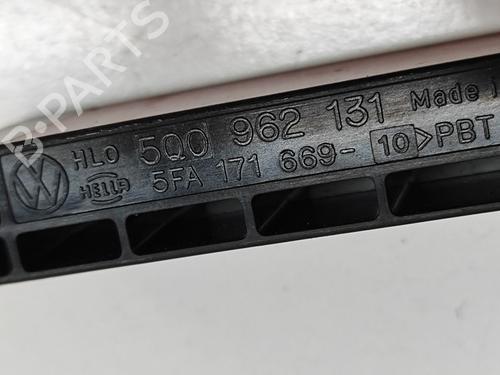 B-PARTS
HLO 5Q0 962 131 Made
HELLA 5FA 171 669- 10 >PBT